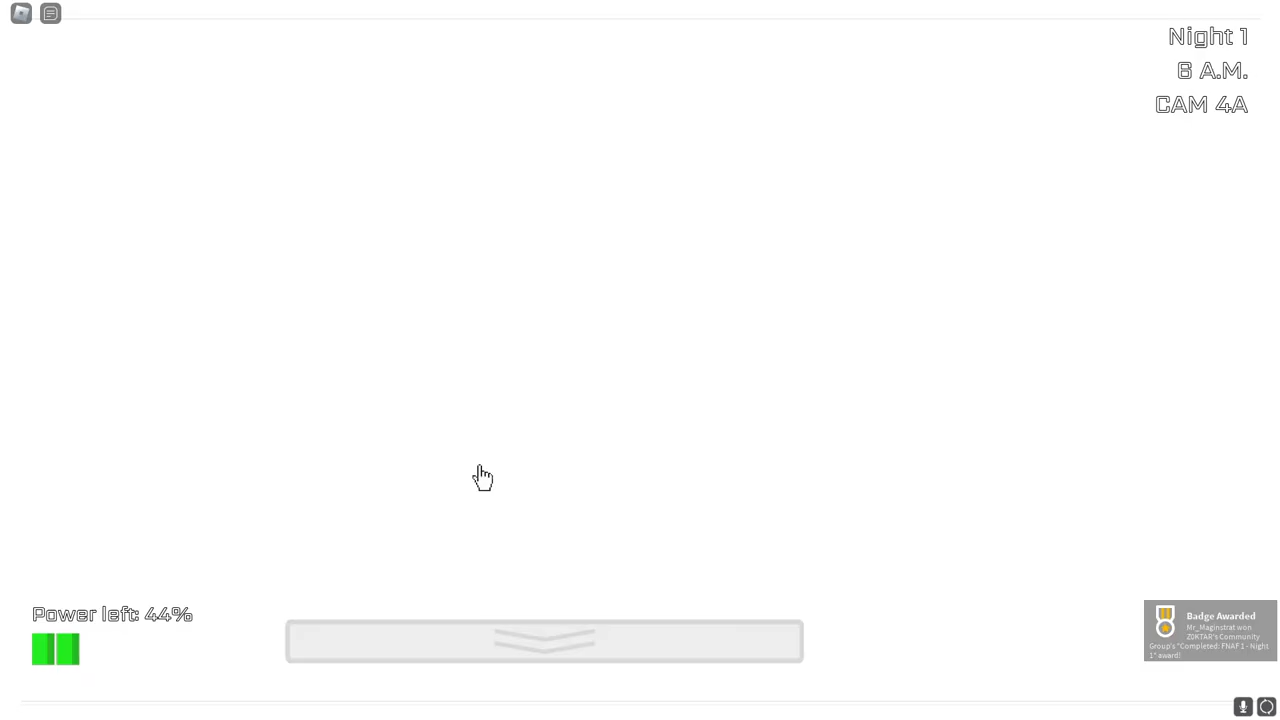 Night 1
6 A.M.
CAM 4A
Power left: 44%
Badge Awarded
Mr_Maginstrat won
Z0KTAR's Community
Group's "Completed: FNAF 1 - Night
1" award!